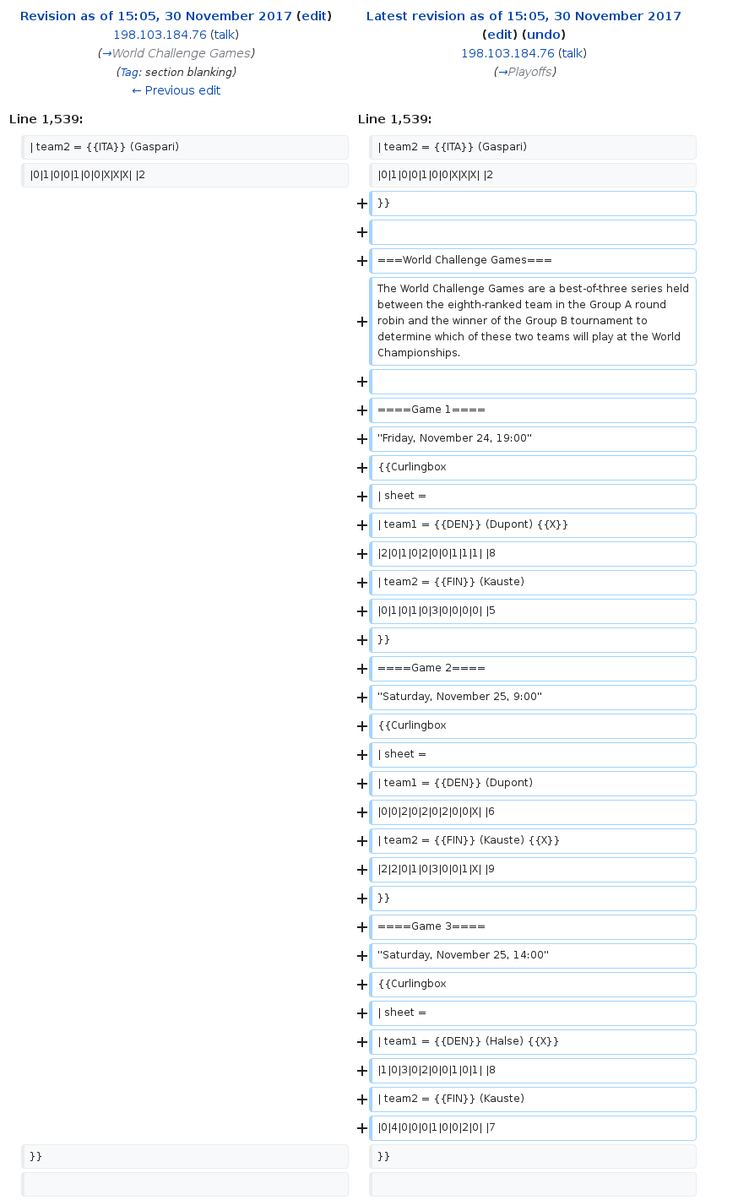 Revision as of 15:05, 30 November 2017 (edit)
198.103.184.76 (talk)
(→World Challenge Games)
(Tag: section blanking)
← Previous edit
Latest revision as of 15:05, 30 November 2017
(edit) (undo)
198.103.184.76 (talk)
(→Playoffs)
Line 1,539:
Line 1,539:
| team2 = {{ITA}} (Gaspari)
| team2 = {{ITA}} (Gaspari)
|0|1|0|0|1|0|0|X|X|X| |2
|0|1|0|0|1|0|0|X|X|X| |2
+ }}
+
+ ===World Challenge Games===
The World Challenge Games are a best-of-three series held
between the eighth-ranked team in the Group A round
+ robin and the winner of the Group B tournament to
determine which of these two teams will play at the World
Championships.
+
+ ====Game 1====
+ ''Friday, November 24, 19:00''
+ {{Curlingbox
+ | sheet =
+ | team1 = {{DEN}} (Dupont) {{X}}
+ |2|0|1|0|2|0|0|1|1|1| |8
+ | team2 = {{FIN}} (Kauste)
+ |0|1|0|1|0|3|0|0|0|0| |5
+ }}
+ ====Game 2====
+ ''Saturday, November 25, 9:00''
+ {{Curlingbox
+ | sheet =
+ | team1 = {{DEN}} (Dupont)
+ |0|0|2|0|2|0|2|0|0|X| |6
+ | team2 = {{FIN}} (Kauste) {{X}}
+ |2|2|0|1|0|3|0|0|1|X| |9
+ }}
+ ====Game 3====
+ ''Saturday, November 25, 14:00''
+ {{Curlingbox
+ | sheet =
+ | team1 = {{DEN}} (Halse) {{X}}
+ |1|0|3|0|2|0|0|1|0|1| |8
+ | team2 = {{FIN}} (Kauste)
+ |0|4|0|0|0|1|0|0|2|0| |7
}}
}}